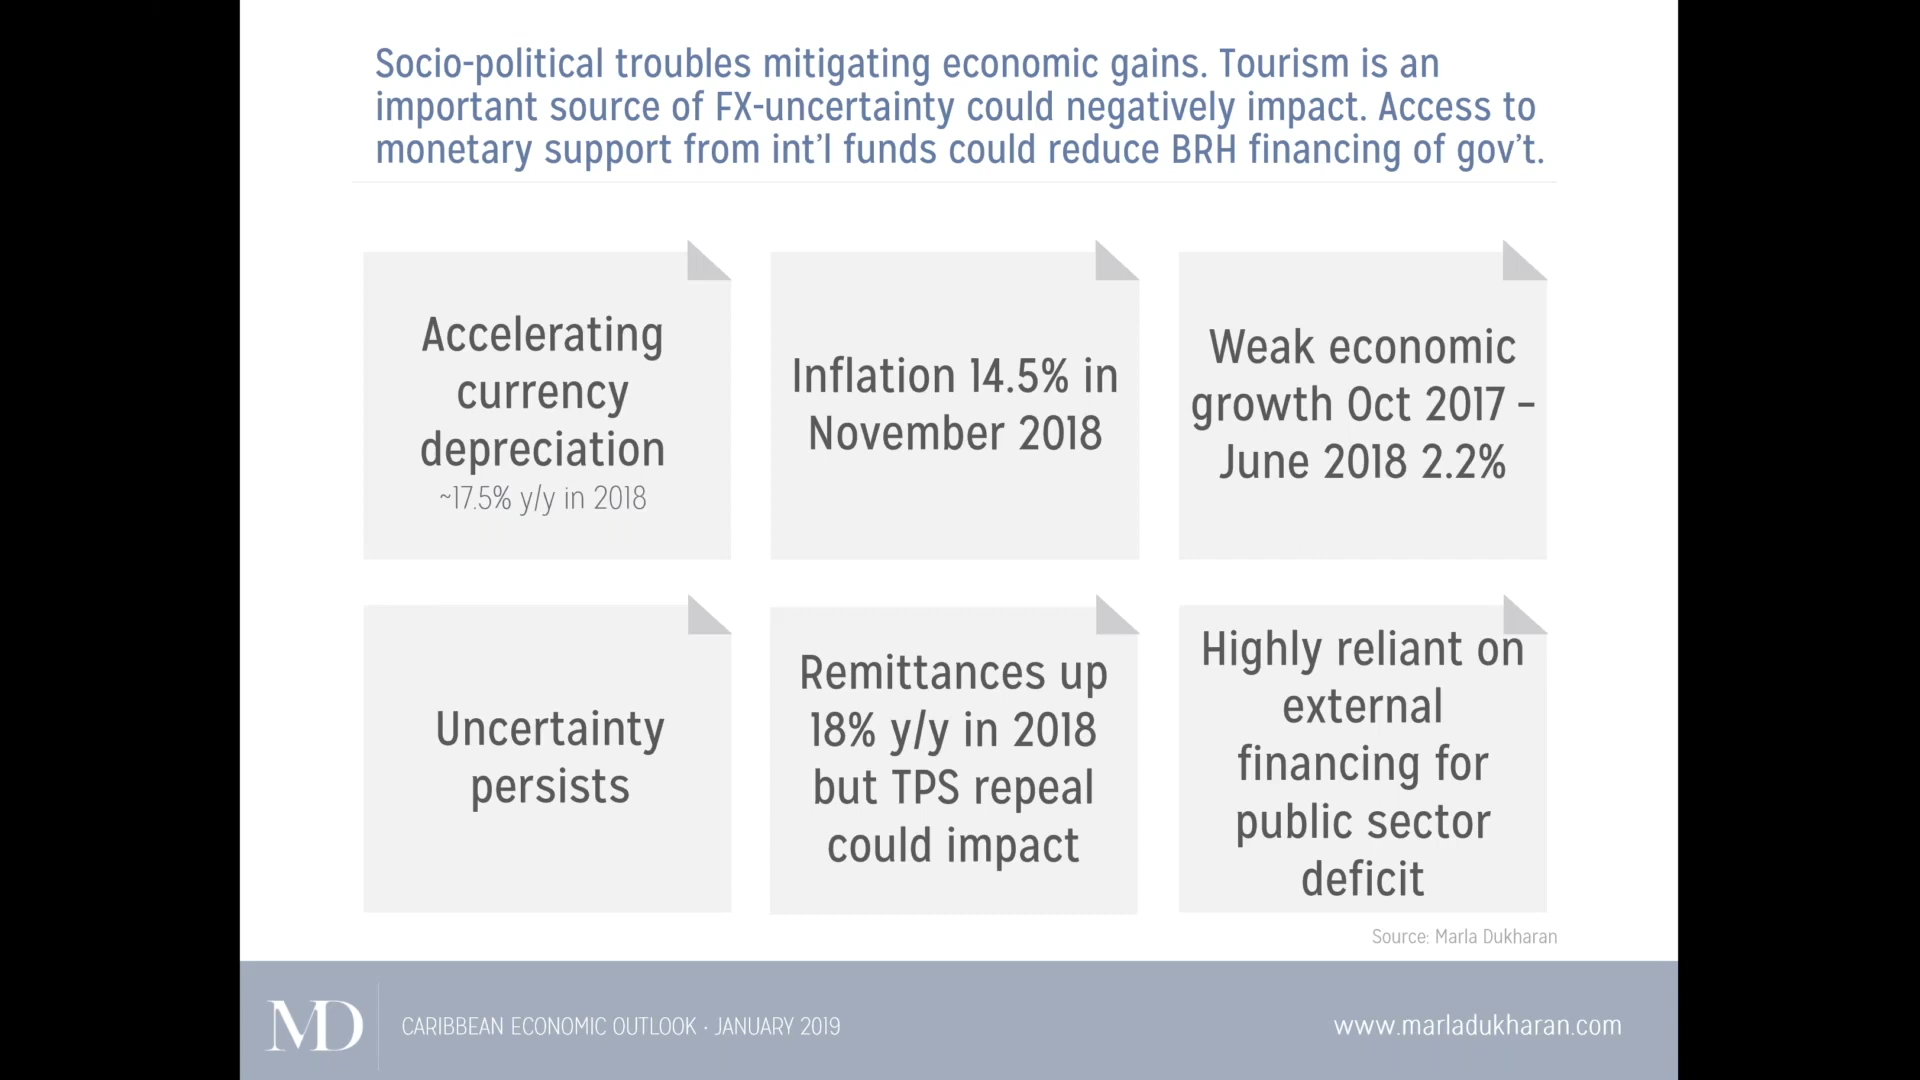 Socio-political troubles mitigating economic gains. Tourism is an
important source of FX-uncertainty could negatively impact. Access to
monetary support from int'l funds could reduce BRH financing of gov't.
Accelerating
currency
depreciation
~17.5% y/y in 2018
Inflation 14.5% in
November 2018
Weak economic
growth Oct 2017 –
June 2018 2.2%
Uncertainty
persists
Remittances up
18% y/y in 2018
but TPS repeal
could impact
Highly reliant on
external
financing for
public sector
deficit
Source: Marla Dukharan
MD
CARIBBEAN ECONOMIC OUTLOOK · JANUARY 2019
www.marladukharan.com